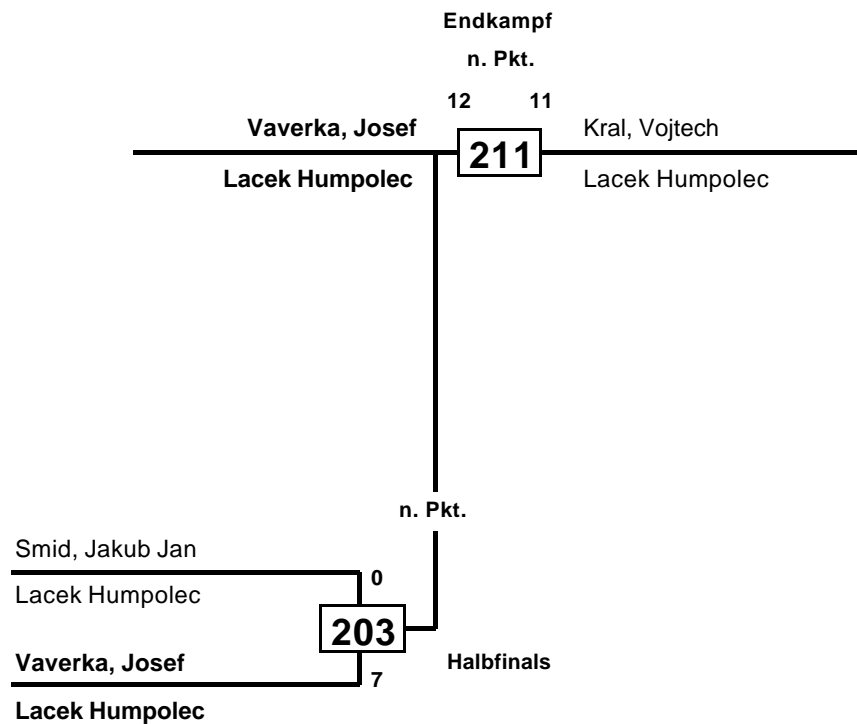 Endkampf
n. Pkt.
12 11
Vaverka, Josef 211 Kral, Vojtech
Lacek Humpolec Lacek Humpolec
n. Pkt.
Smid, Jakub Jan
0
Lacek Humpolec
203
Vaverka, Josef Halbfinals
7
Lacek Humpolec